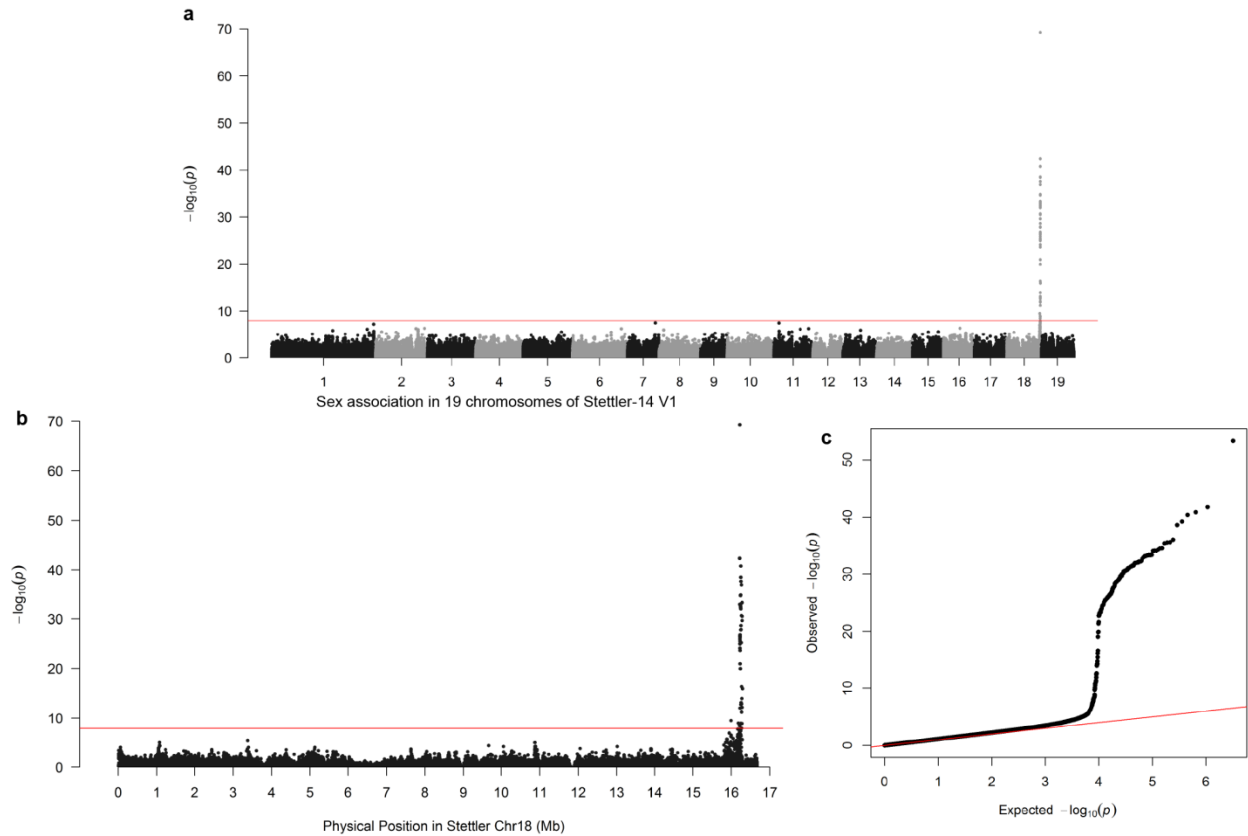 a
70
60
50
40
30
20
10
0
−log10(p)
1 2 3 4 5 6 7 8 9 10 11 12 13 14 15 16 17 18 19
Sex association in 19 chromosomes of Stettler-14 V1
b
70
60
50
40
30
20
10
0
−log10(p)
0 1 2 3 4 5 6 7 8 9 10 11 12 13 14 15 16 17
Physical Position in Stettler Chr18 (Mb)
c
50
40
30
20
10
0
Observed −log10(p)
0 1 2 3 4 5 6
Expected −log10(p)